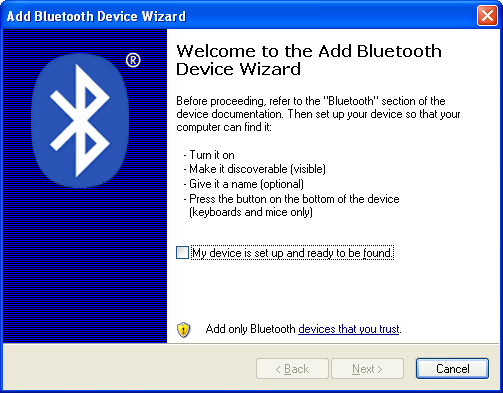 Add Bluetooth Device Wizard
®
Welcome to the Add Bluetooth
Device Wizard
Before proceeding, refer to the "Bluetooth" section of the
device documentation. Then set up your device so that your
computer can find it:
- Turn it on
- Make it discoverable (visible)
- Give it a name (optional)
- Press the button on the bottom of the device
(keyboards and mice only)
My device is set up and ready to be found.
Add only Bluetooth devices that you trust.
< Back Next > Cancel